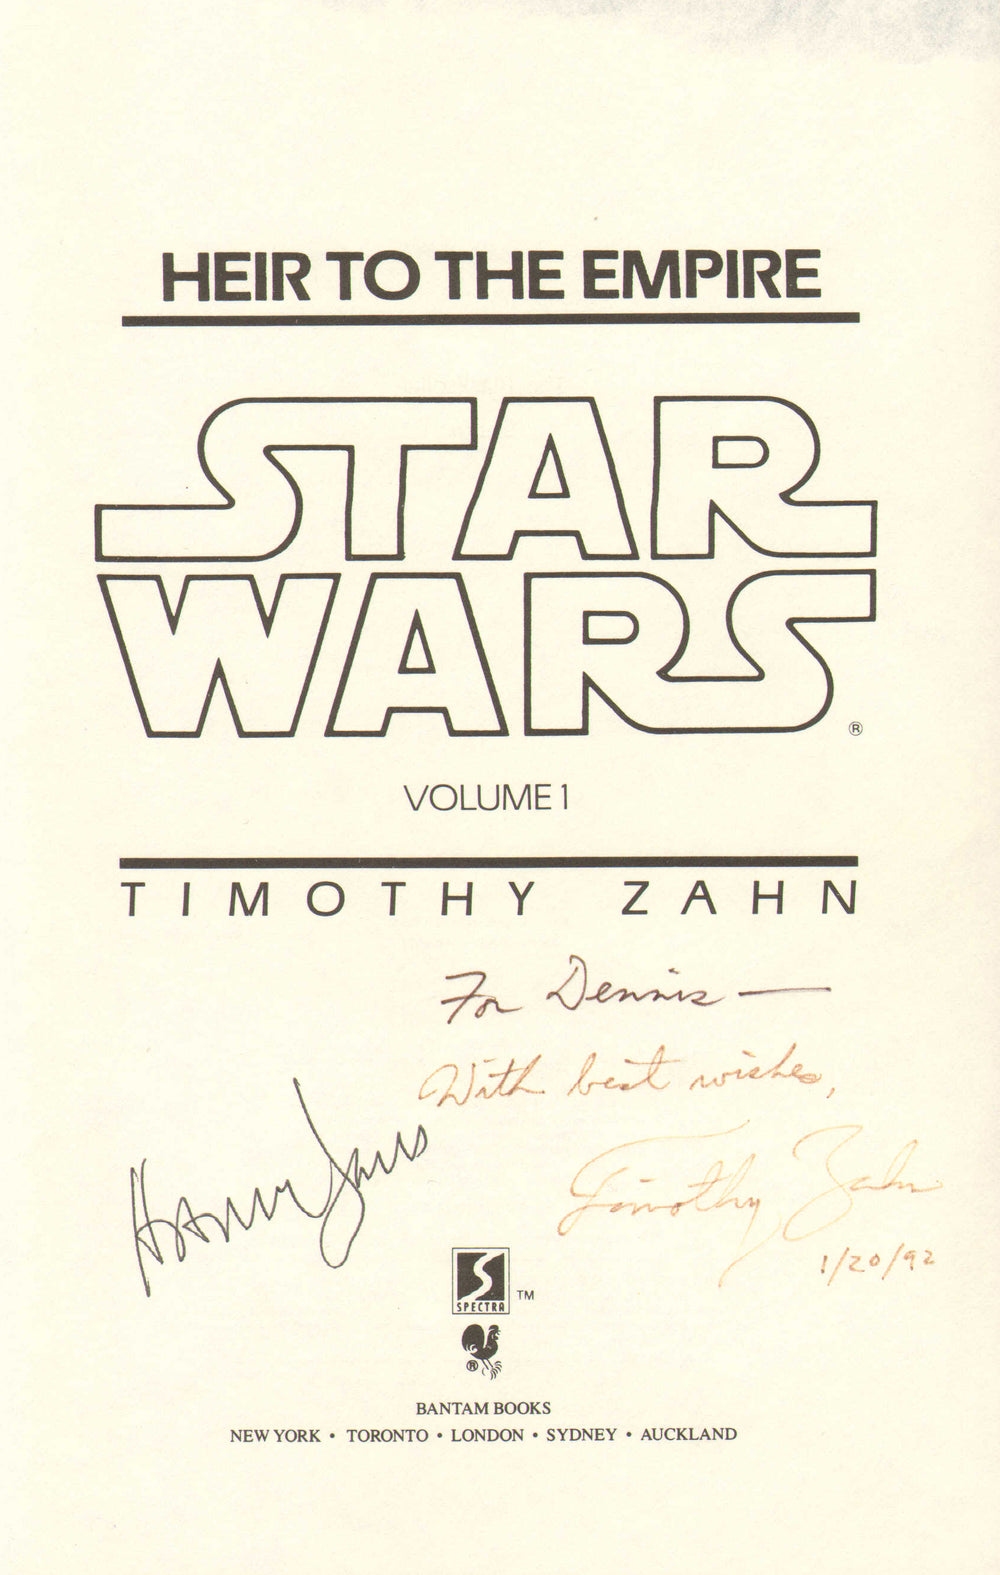 HEIR TO THE EMPIRE
STAR
WARS
®
VOLUME 1
TIMOTHY ZAHN
For Dennis —
With best wishes,
Timothy Zahn
1/20/92
SPECTRA ™
®
BANTAM BOOKS
NEW YORK • TORONTO • LONDON • SYDNEY • AUCKLAND